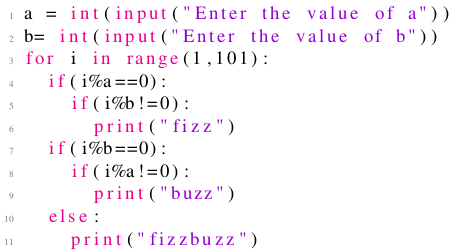 1 a = int(input("Enter the value of a"))
2 b= int(input("Enter the value of b"))
3 for i in range(1,101):
4   if(i%a==0):
5     if(i%b!=0):
6       print("fizz")
7   if(i%b==0):
8     if(i%a!=0):
9       print("buzz")
10   else:
11     print("fizzbuzz")